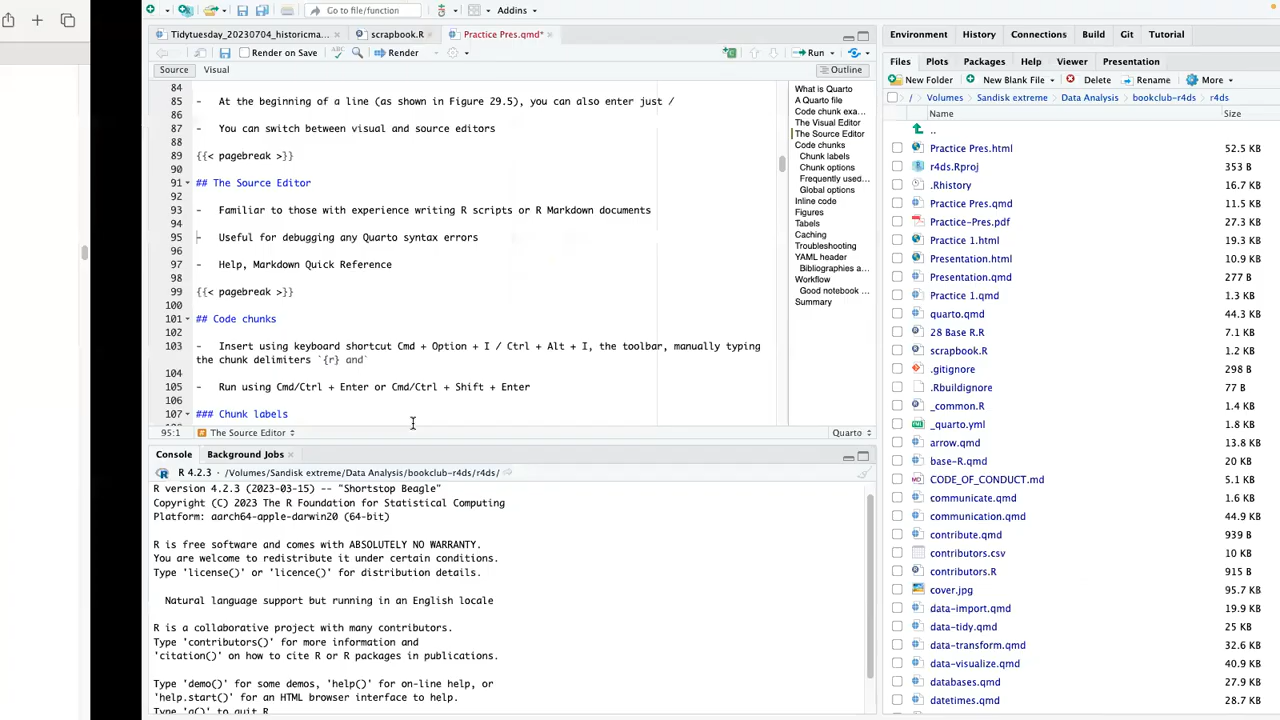 Go to file/function
Addins
Tidytuesday_20230704_historicma...
scrapbook.R
Practice Pres.qmd*
Render on Save
Render
Run
Source
Visual
Outline
84
85 - At the beginning of a line (as shown in Figure 29.5), you can also enter just /
86
87 - You can switch between visual and source editors
88
89 {{< pagebreak >}}
90
91 ## The Source Editor
92
93 - Familiar to those with experience writing R scripts or R Markdown documents
94
95 - Useful for debugging any Quarto syntax errors
96
97 - Help, Markdown Quick Reference
98
99 {{< pagebreak >}}
100
101 ## Code chunks
102
103 - Insert using keyboard shortcut Cmd + Option + I / Ctrl + Alt + I, the toolbar, manually typing
the chunk delimiters `{r} and`
104
105 - Run using Cmd/Ctrl + Enter or Cmd/Ctrl + Shift + Enter
106
107 ### Chunk labels
What is Quarto
A Quarto file
Code chunk exa...
The Visual Editor
The Source Editor
Code chunks
Chunk labels
Chunk options
Frequently used...
Global options
Inline code
Figures
Tables
Caching
Troubleshooting
YAML header
Bibliographies a...
Workflow
Good notebook ...
Summary
95:1
The Source Editor
Quarto
Console
Background Jobs
R 4.2.3 · /Volumes/Sandisk extreme/Data Analysis/bookclub-r4ds/r4ds/
R version 4.2.3 (2023-03-15) -- "Shortstop Beagle"
Copyright (C) 2023 The R Foundation for Statistical Computing
Platform: aarch64-apple-darwin20 (64-bit)
R is free software and comes with ABSOLUTELY NO WARRANTY.
You are welcome to redistribute it under certain conditions.
Type 'license()' or 'licence()' for distribution details.
Natural language support but running in an English locale
R is a collaborative project with many contributors.
Type 'contributors()' for more information and
'citation()' on how to cite R or R packages in publications.
Type 'demo()' for some demos, 'help()' for on-line help, or
'help.start()' for an HTML browser interface to help.
Type 'q()' to quit R.
Environment
History
Connections
Build
Git
Tutorial
Files
Plots
Packages
Help
Viewer
Presentation
New Folder
New Blank File
Delete
Rename
More
/ Volumes Sandisk extreme Data Analysis bookclub-r4ds r4ds
Name Size
..
Practice Pres.html 52.5 KB
r4ds.Rproj 353 B
.Rhistory 16.7 KB
Practice Pres.qmd 11.5 KB
Practice-Pres.pdf 27.3 KB
Practice 1.html 19.3 KB
Presentation.html 10.9 KB
Presentation.qmd 277 B
Practice 1.qmd 1.3 KB
quarto.qmd 44.3 KB
28 Base R.R 7.1 KB
scrapbook.R 1.2 KB
.gitignore 298 B
.Rbuildignore 77 B
_common.R 1.4 KB
_quarto.yml 1.8 KB
arrow.qmd 13.8 KB
base-R.qmd 20 KB
CODE_OF_CONDUCT.md 5.1 KB
communicate.qmd 1.6 KB
communication.qmd 44.9 KB
contribute.qmd 939 B
contributors.csv 10 KB
contributors.R 915 B
cover.jpg 95.7 KB
data-import.qmd 19.9 KB
data-tidy.qmd 25 KB
data-transform.qmd 32.6 KB
data-visualize.qmd 40.9 KB
databases.qmd 27.9 KB
datetimes.qmd 28.9 KB